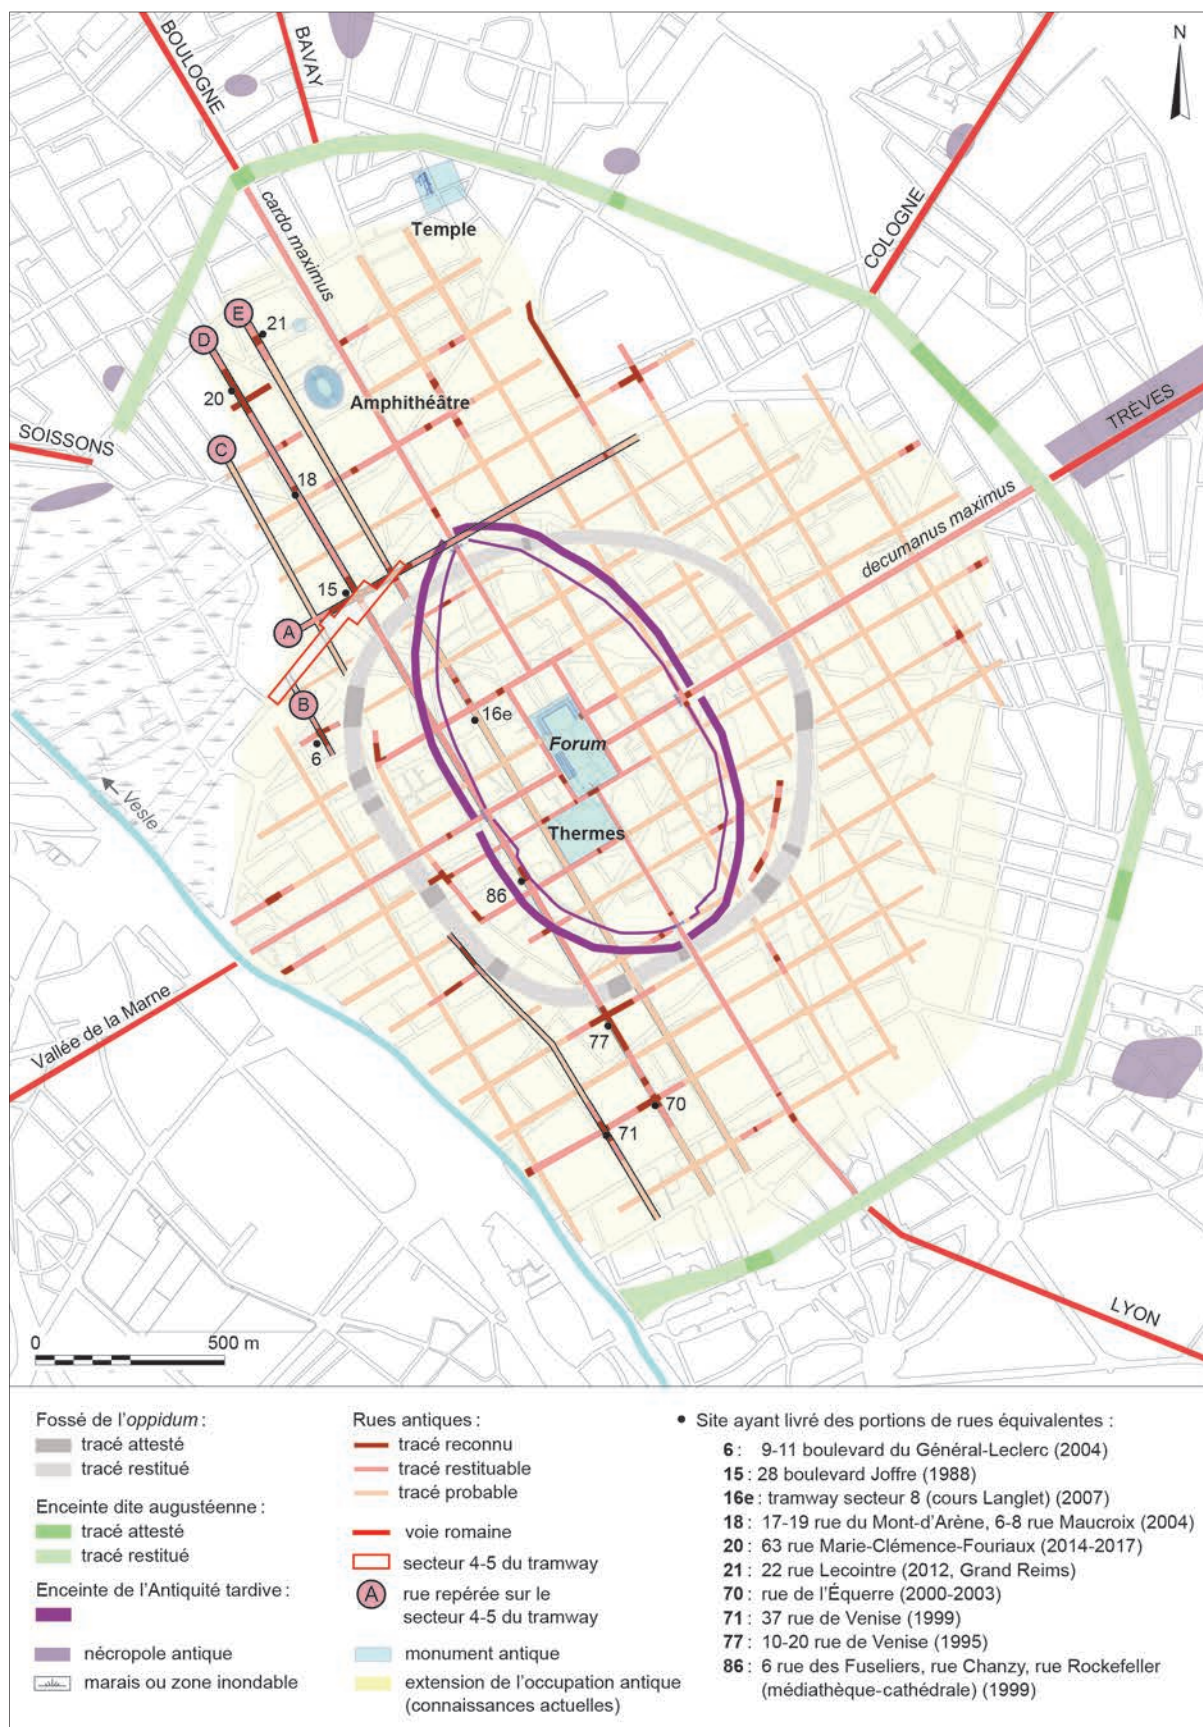 N
BOULOGNE
BAVAY
cardo maximus
Temple
COLOGNE
E
21
D
Amphithéâtre
20
TRÈVES
SOISSONS
C
18
decumanus maximus
15
A
B
16e
6
Forum
Vesle
Thermes
86
Vallée de la Marne
77
70
71
LYON
0 500 m
Fossé de l'oppidum :
tracé attesté
tracé restitué
Enceinte dite augustéenne :
tracé attesté
tracé restitué
Enceinte de l'Antiquité tardive :
nécropole antique
marais ou zone inondable
Rues antiques :
tracé reconnu
tracé restituable
tracé probable
voie romaine
secteur 4-5 du tramway
A rue repérée sur le
secteur 4-5 du tramway
monument antique
extension de l'occupation antique
(connaissances actuelles)
Site ayant livré des portions de rues équivalentes :
6 : 9-11 boulevard du Général-Leclerc (2004)
15 : 28 boulevard Joffre (1988)
16e : tramway secteur 8 (cours Langlet) (2007)
18 : 17-19 rue du Mont-d'Arène, 6-8 rue Maucroix (2004)
20 : 63 rue Marie-Clémence-Fouriaux (2014-2017)
21 : 22 rue Lecointre (2012, Grand Reims)
70 : rue de l'Équerre (2000-2003)
71 : 37 rue de Venise (1999)
77 : 10-20 rue de Venise (1995)
86 : 6 rue des Fuseliers, rue Chanzy, rue Rockefeller
(médiathèque-cathédrale) (1999)